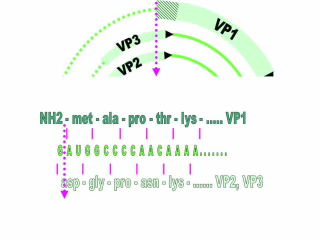 VP1
VP3
VP2
NH2 - met - ala - pro - thr - lys - ..... VP1
G A U G G C C C C A A C A A A A.......
asp - gly - pro - asn - lys - ...... VP2, VP3